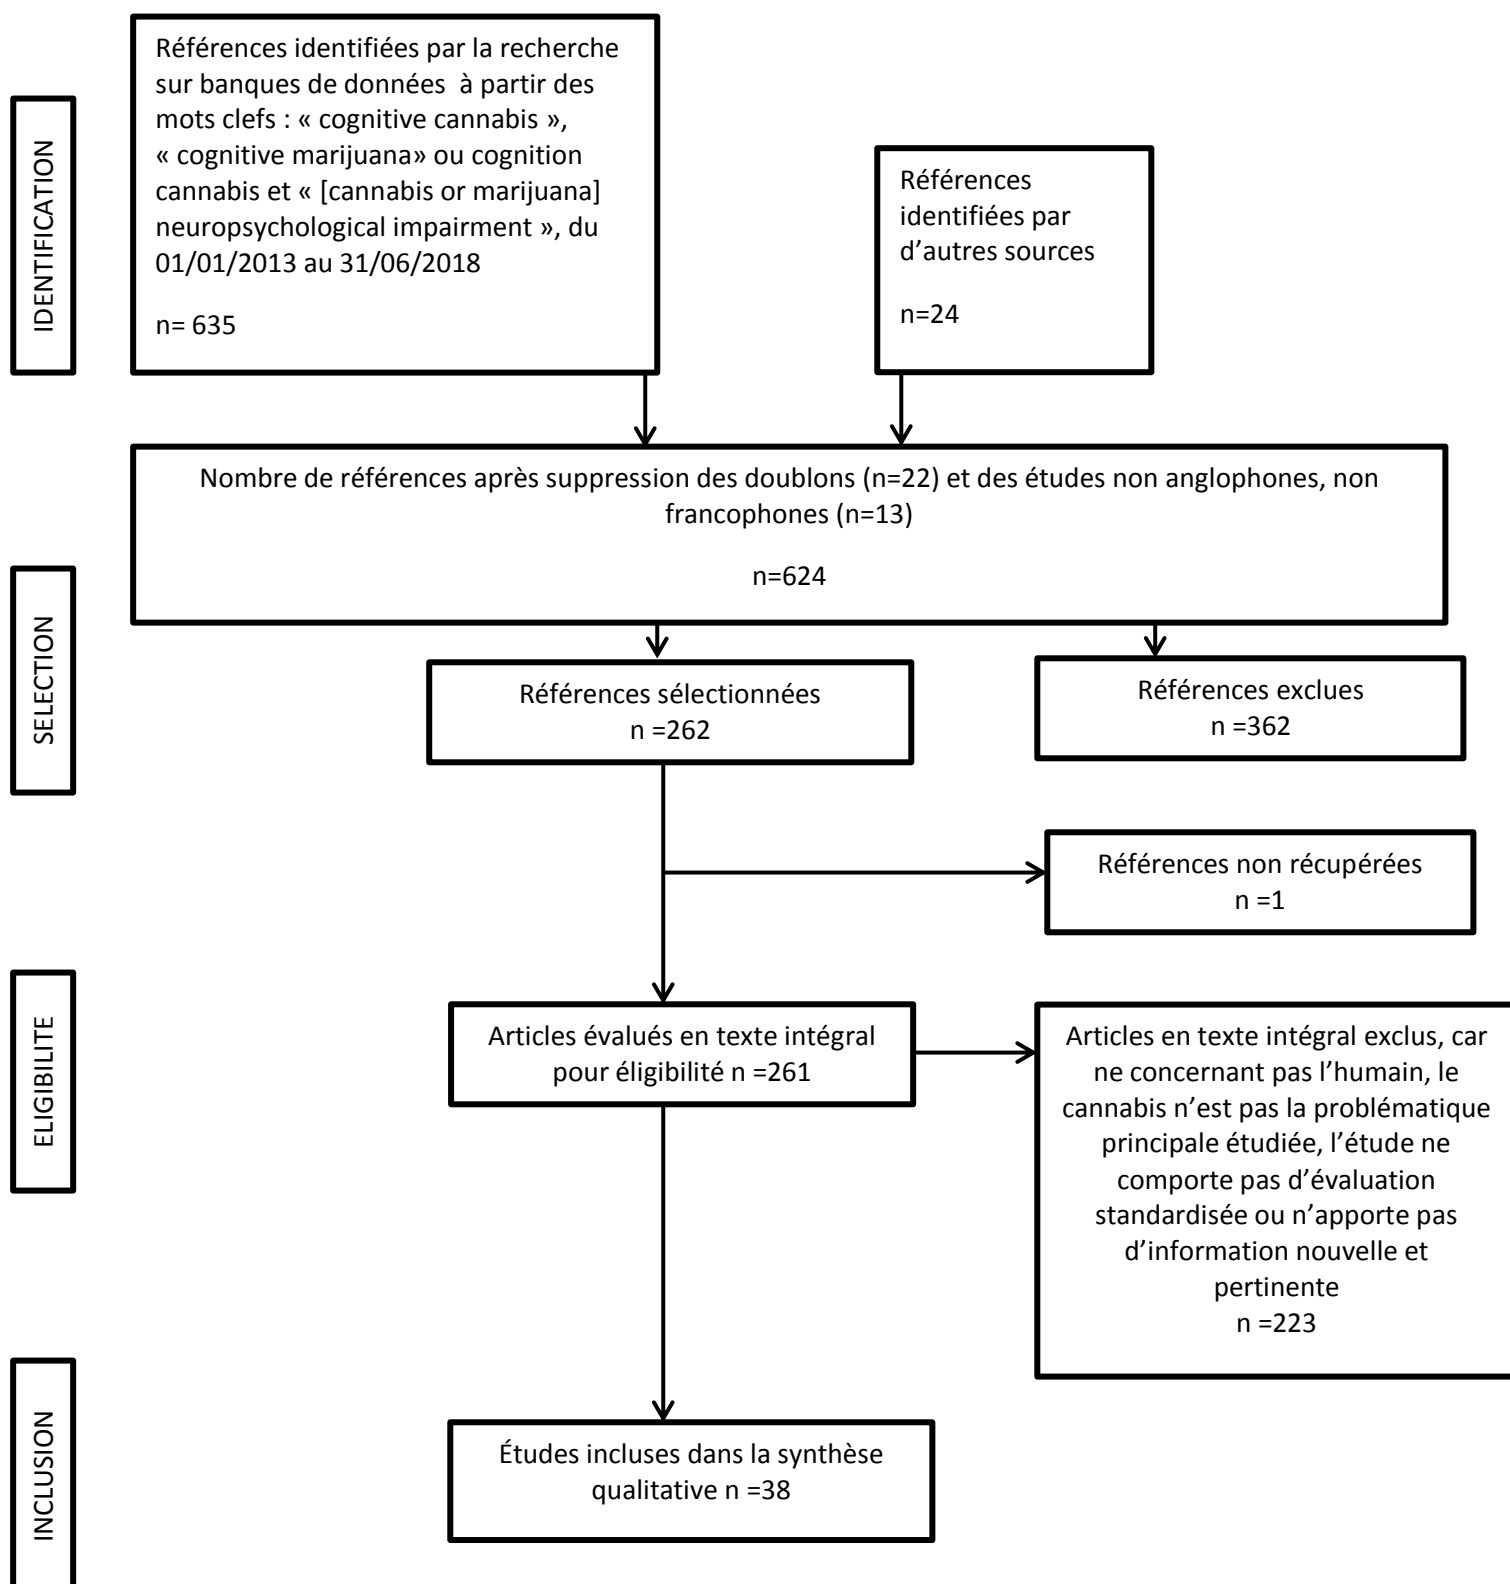 IDENTIFICATION
Références identifiées par la recherche
sur banques de données à partir des
mots clefs : « cognitive cannabis »,
« cognitive marijuana» ou cognition
cannabis et « [cannabis or marijuana]
neuropsychological impairment », du
01/01/2013 au 31/06/2018
n= 635
Références
identifiées par
d’autres sources
n=24
Nombre de références après suppression des doublons (n=22) et des études non anglophones, non
francophones (n=13)
n=624
SELECTION
Références sélectionnées
n =262
Références exclues
n =362
Références non récupérées
n =1
ELIGIBILITE
Articles évalués en texte intégral
pour éligibilité n =261
Articles en texte intégral exclus, car
ne concernant pas l’humain, le
cannabis n’est pas la problématique
principale étudiée, l’étude ne
comporte pas d’évaluation
standardisée ou n’apporte pas
d’information nouvelle et
pertinente
n =223
INCLUSION
Études incluses dans la synthèse
qualitative n =38